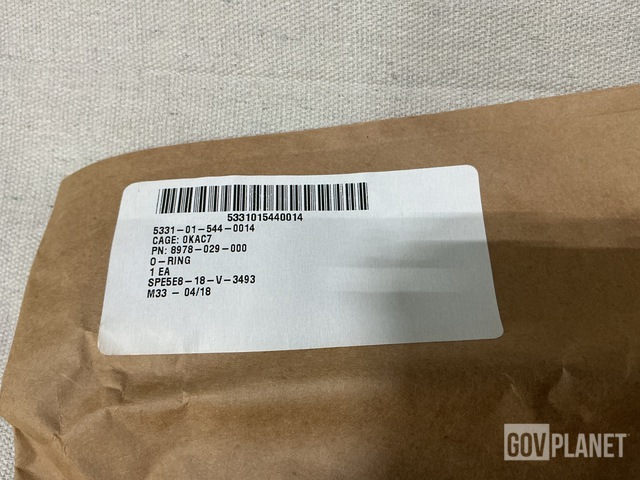 5331015440014
5331-01-544-0014
CAGE: 0KAC7
PN: 8978-029-000
O-RING
1 EA
SPE5E8-18-V-3493
M33 - 04/18
GOVPLANET